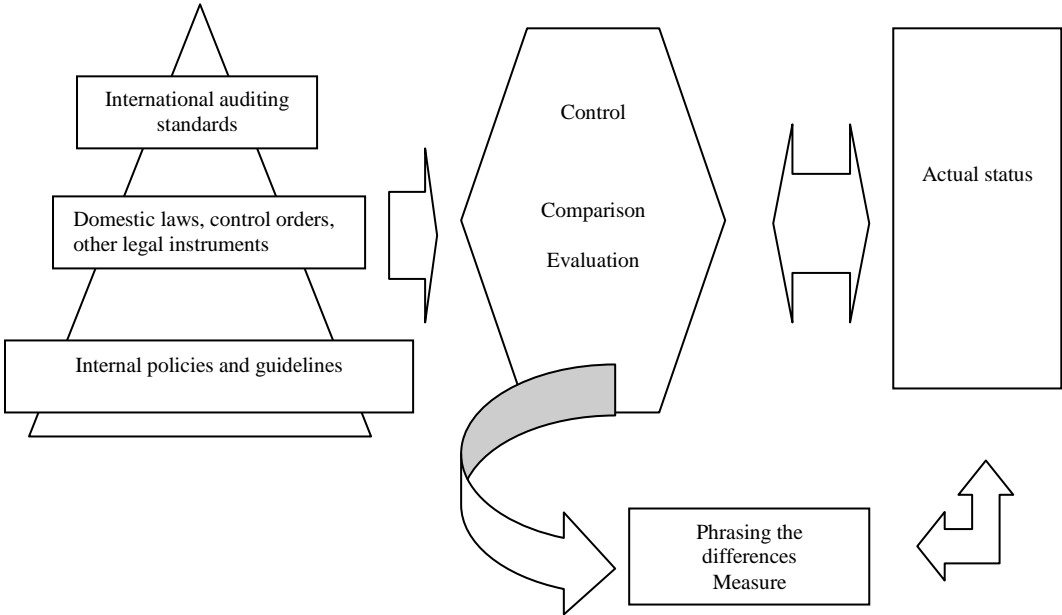 International auditing
standards
Domestic laws, control orders,
other legal instruments
Internal policies and guidelines
Control
Comparison
Evaluation
Actual status
Phrasing the
differences
Measure